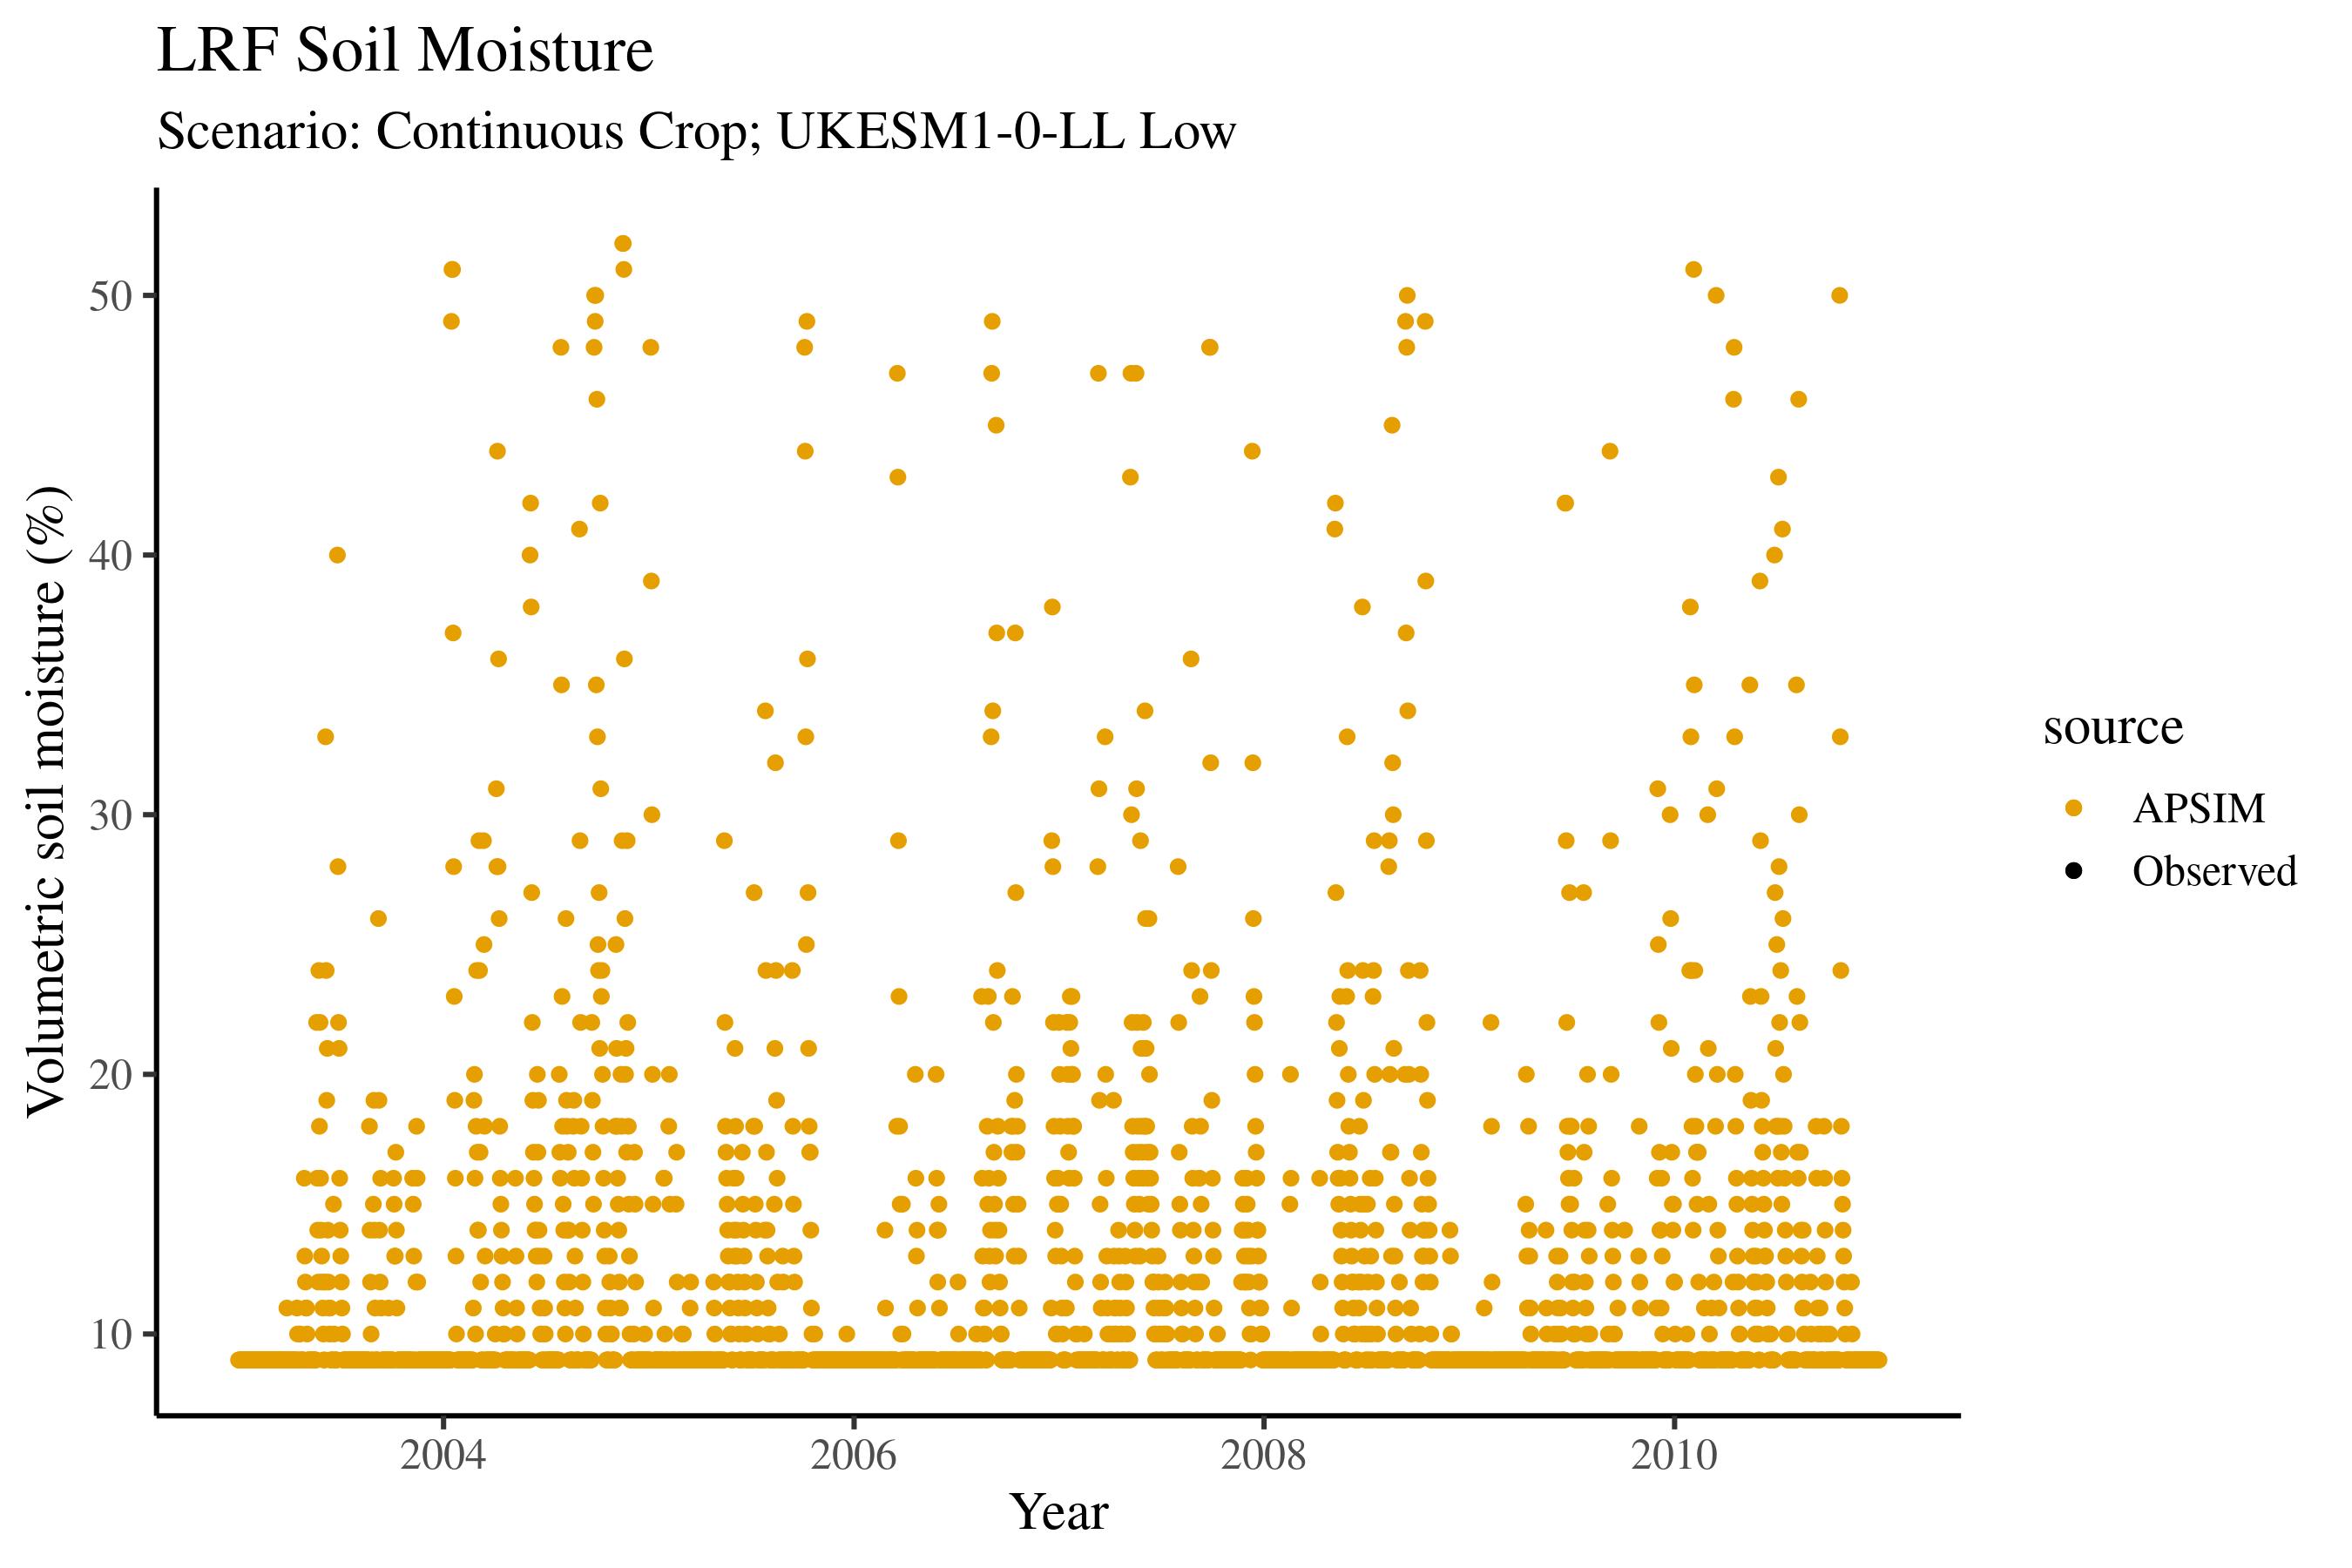 LRF Soil Moisture
Scenario: Continuous Crop; UKESM1-0-LL Low
Volumetric soil moisture (%)
50
40
30
20
10
2004
2006
2008
2010
Year
source
APSIM
Observed